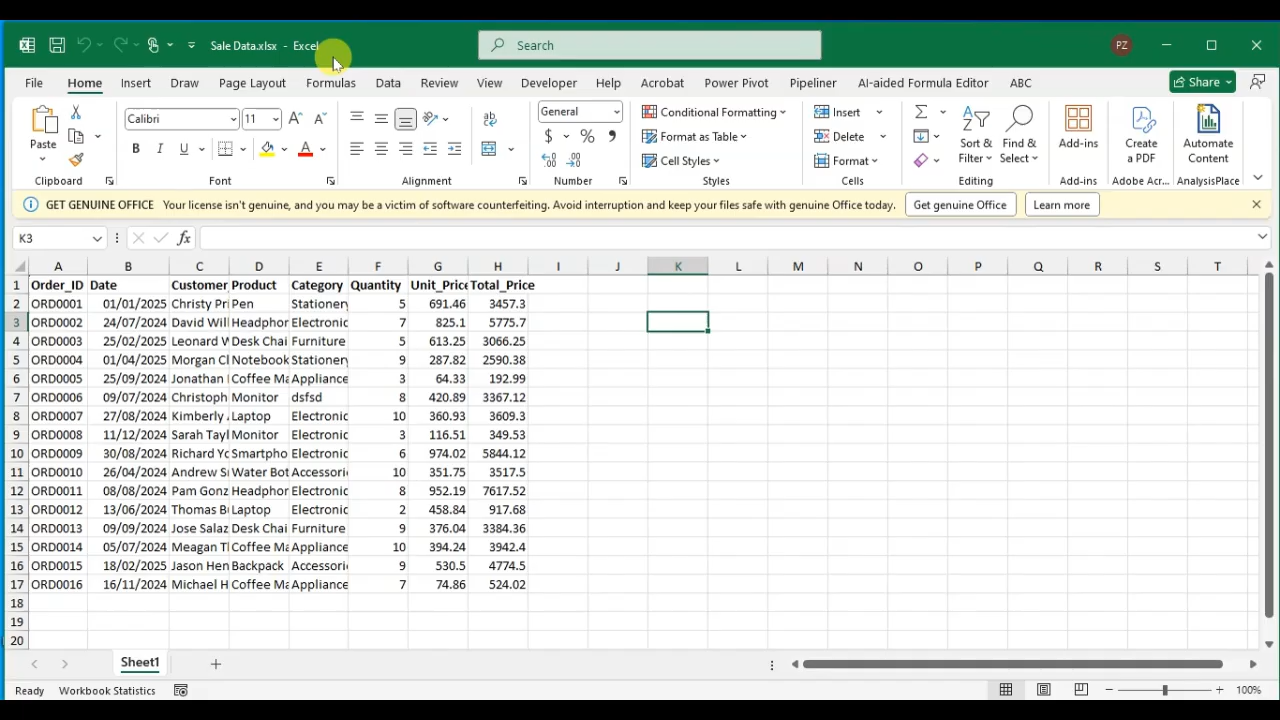 Sale Data.xlsx - Excel
Search
PZ
File Home Insert Draw Page Layout Formulas Data Review View Developer Help Acrobat Power Pivot Pipeliner AI-aided Formula Editor ABC Share
Paste
Clipboard
Calibri 11
B I U A
Font
Alignment
General
$ % 9
Number
Conditional Formatting
Format as Table
Cell Styles
Styles
Insert
Delete
Format
Cells
Sort & Filter
Find & Select
Editing
Add-ins
Add-ins
Create a PDF
Adobe Acr...
Automate Content
AnalysisPlace
GET GENUINE OFFICE Your license isn't genuine, and you may be a victim of software counterfeiting. Avoid interruption and keep your files safe with genuine Office today. Get genuine Office Learn more
K3 fx
A B C D E F G H I J K L M N O P Q R S T
1 Order_ID Date Customer Product Category Quantity Unit_Price Total_Price
2 ORD0001 01/01/2025 Christy Pri Pen Stationery 5 691.46 3457.3
3 ORD0002 24/07/2024 David Will Headphor Electronic 7 825.1 5775.7
4 ORD0003 25/02/2025 Leonard W Desk Chai Furniture 5 613.25 3066.25
5 ORD0004 01/04/2025 Morgan Cl Notebook Stationery 9 287.82 2590.38
6 ORD0005 25/09/2024 Jonathan Coffee Ma Appliance 3 64.33 192.99
7 ORD0006 09/07/2024 Christoph Monitor dsfsd 8 420.89 3367.12
8 ORD0007 27/08/2024 Kimberly Laptop Electronic 10 360.93 3609.3
9 ORD0008 11/12/2024 Sarah Tayl Monitor Electronic 3 116.51 349.53
10 ORD0009 30/08/2024 Richard Yo Smartpho Electronic 6 974.02 5844.12
11 ORD0010 26/04/2024 Andrew Sr Water Bot Accessori 10 351.75 3517.5
12 ORD0011 08/08/2024 Pam Gonz Headphor Electronic 8 952.19 7617.52
13 ORD0012 13/06/2024 Thomas Bu Laptop Electronic 2 458.84 917.68
14 ORD0013 09/09/2024 Jose Salaz Desk Chai Furniture 9 376.04 3384.36
15 ORD0014 05/07/2024 Meagan Tl Coffee Ma Appliance 10 394.24 3942.4
16 ORD0015 18/02/2025 Jason Hen Backpack Accessori 9 530.5 4774.5
17 ORD0016 16/11/2024 Michael H Coffee Ma Appliance 7 74.86 524.02
18
19
20
Sheet1
Ready Workbook Statistics 100%